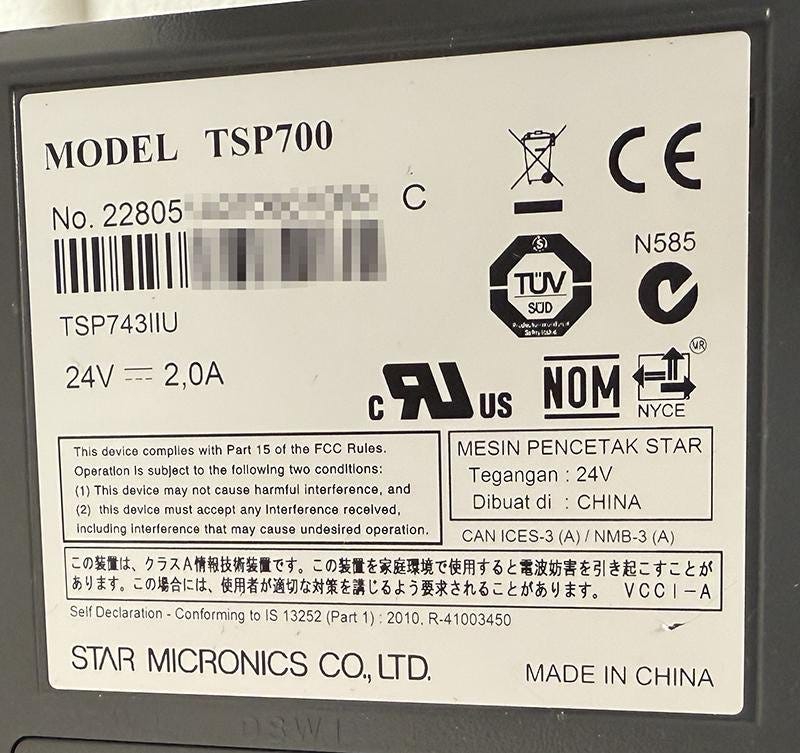 MODEL TSP700
No. 22805
C
TSP743IIU
24V ⎓ 2,0A
CE
TÜV
SÜD
N585
c RU US
NOM
VR
NYCE
This device complies with Part 15 of the FCC Rules.
Operation is subject to the following two conditions:
(1) This device may not cause harmful interference, and
(2) this device must accept any Interference received,
including Interference that may cause undesired operation.
MESIN PENCETAK STAR
Tegangan : 24V
Dibuat di : CHINA
CAN ICES-3 (A) / NMB-3 (A)
この装置は、クラスA情報技術装置です。この装置を家庭環境で使用すると電波妨害を引き起こすことが
あります。この場合には、使用者が適切な対策を講じるよう要求されることがあります。 VCCI-A
Self Declaration - Conforming to IS 13252 (Part 1) : 2010, R-41003450
STAR MICRONICS CO., LTD.
MADE IN CHINA
DSW1